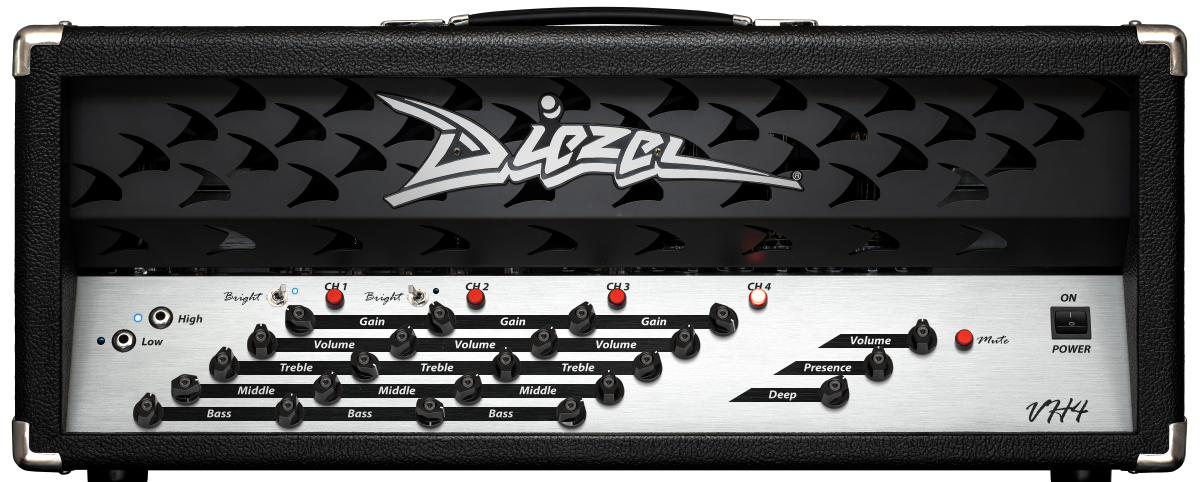 Diezel®
CH 1 CH 2 CH 3 CH 4
Bright Bright
ON
High
Gain Gain Gain
Low
Volume Volume Volume Volume Mute
POWER
Treble Treble Treble Presence
Middle Middle Middle Deep
Bass Bass Bass
VH4